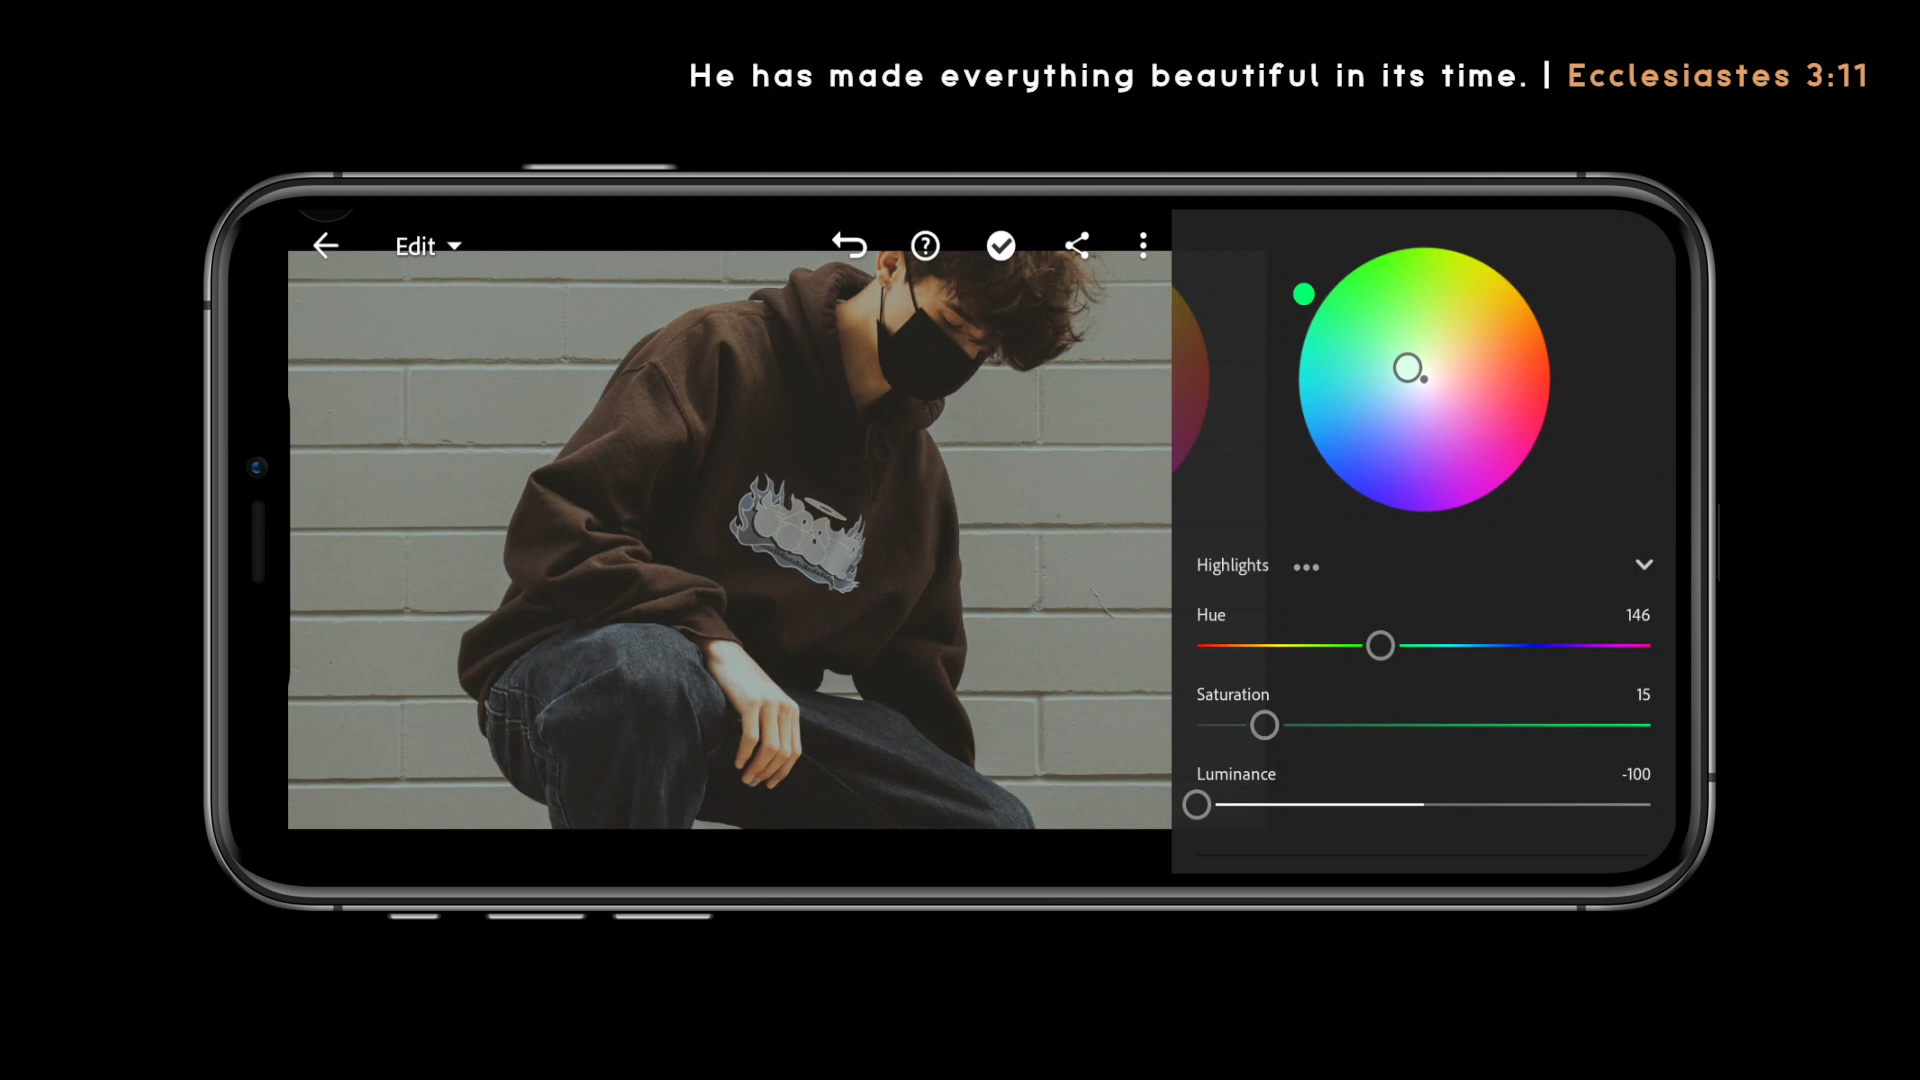 He has made everything beautiful in its time. | Ecclesiastes 3:11
Edit
Highlights
Hue 146
Saturation 15
Luminance -100